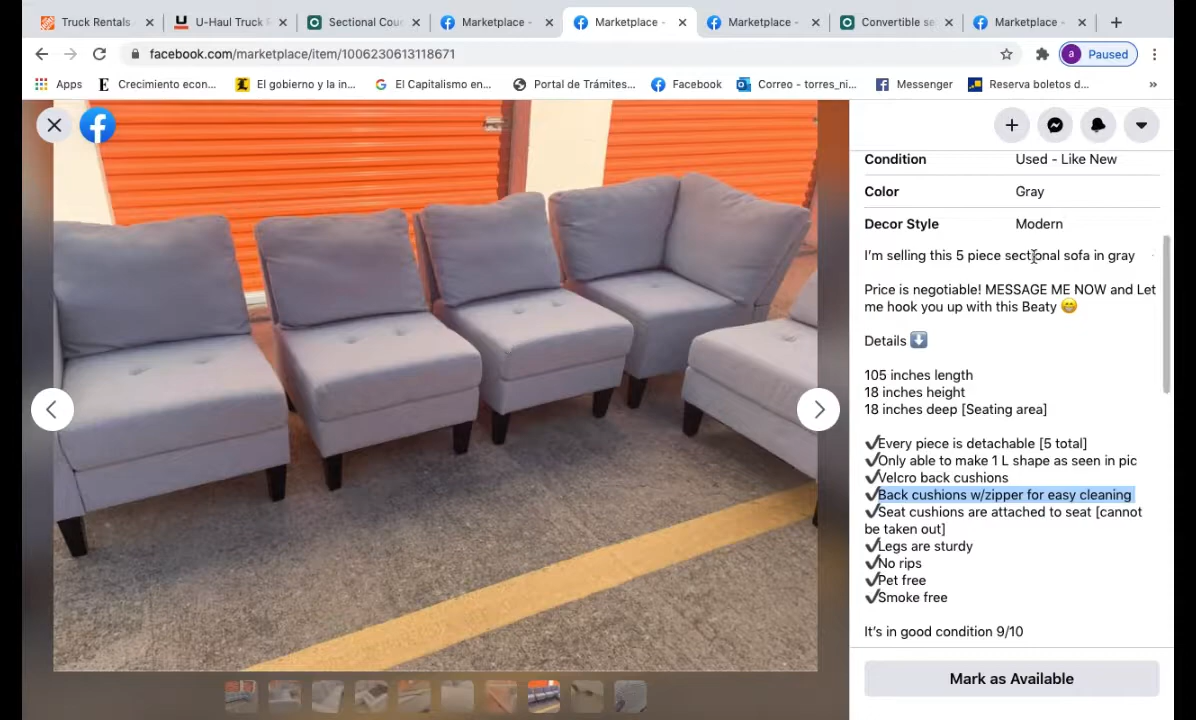 Truck Rentals
U-Haul Truck
Sectional Cou
Marketplace -
Marketplace -
Marketplace -
Convertible se
Marketplace -
facebook.com/marketplace/item/1006230613118671
a Paused
Apps
Crecimiento econ...
El gobierno y la in...
El Capitalismo en...
Portal de Trámites...
Facebook
Correo - torres_ni...
Messenger
Reserva boletos d...
»
Condition Used - Like New
Color Gray
Decor Style Modern
I'm selling this 5 piece sectional sofa in gray
Price is negotiable! MESSAGE ME NOW and Let
me hook you up with this Beaty 😁
Details ⬇️
105 inches length
18 inches height
18 inches deep [Seating area]
✔Every piece is detachable [5 total]
✔Only able to make 1 L shape as seen in pic
✔Velcro back cushions
✔Back cushions w/zipper for easy cleaning
✔Seat cushions are attached to seat [cannot
be taken out]
✔Legs are sturdy
✔No rips
✔Pet free
✔Smoke free
It's in good condition 9/10
Mark as Available